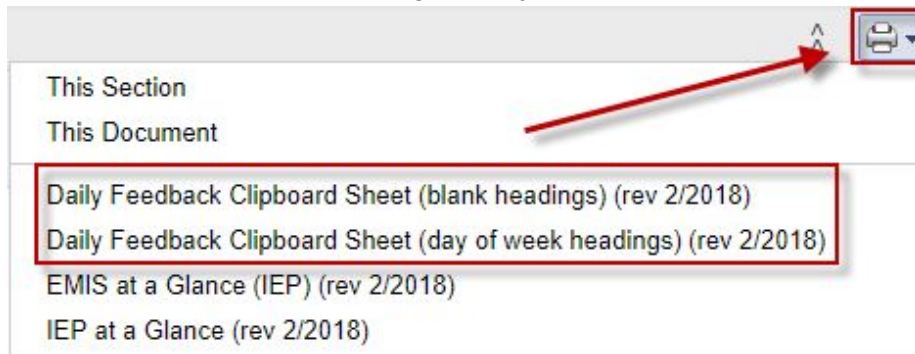 This Section
This Document
Daily Feedback Clipboard Sheet (blank headings) (rev 2/2018)
Daily Feedback Clipboard Sheet (day of week headings) (rev 2/2018)
EMIS at a Glance (IEP) (rev 2/2018)
IEP at a Glance (rev 2/2018)